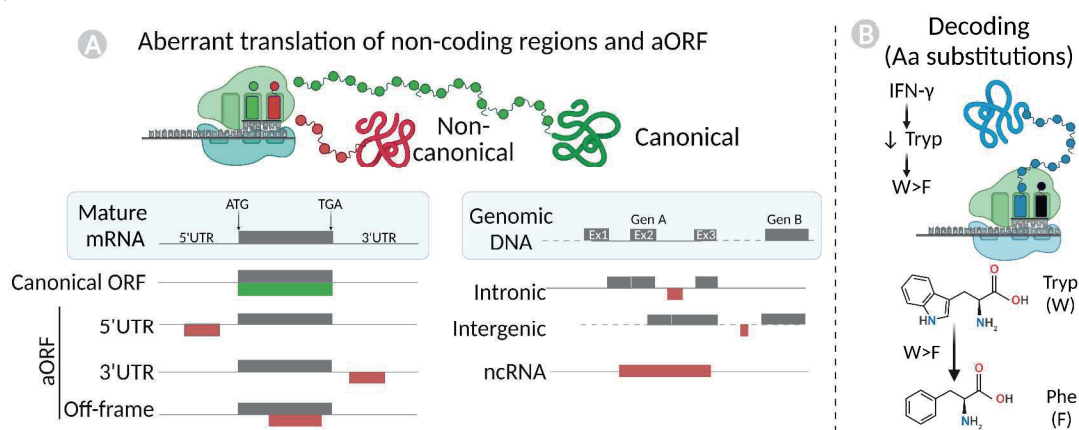 A
Aberrant translation of non-coding regions and aORF
Non-
canonical
Canonical
Mature
mRNA
ATG
TGA
5'UTR
3'UTR
Canonical ORF
aORF
5'UTR
3'UTR
Off-frame
Genomic
DNA
Gen A
Gen B
Ex1
Ex2
Ex3
Intronic
Intergenic
ncRNA
B
Decoding
(Aa substitutions)
IFN-γ
↓ Tryp
W>F
O
OH
HN
NH₂
Tryp
(W)
W>F
O
OH
NH₂
Phe
(F)